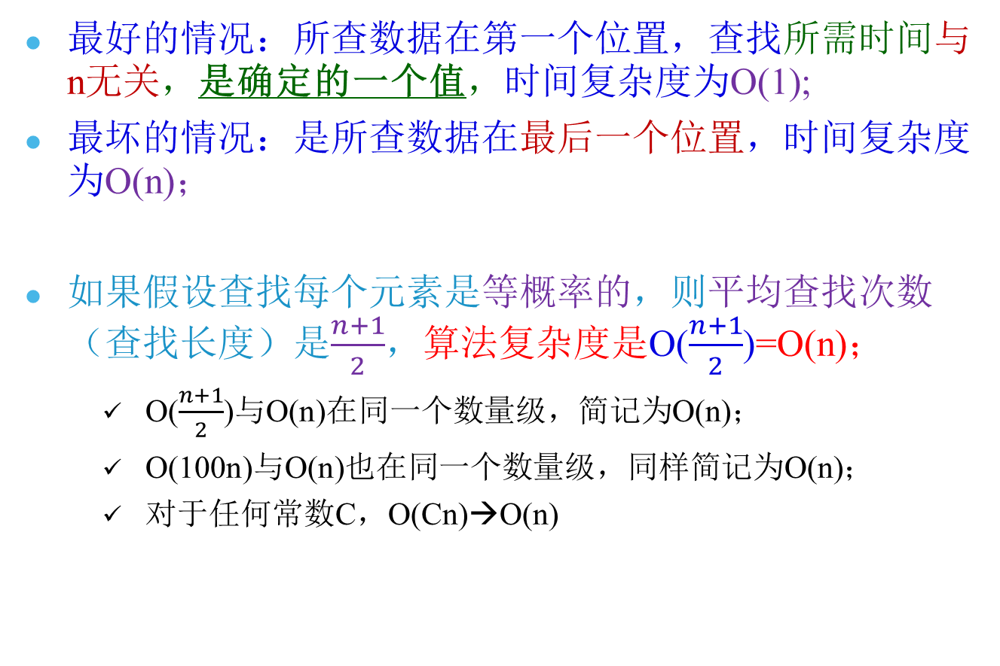 ● 最好的情况：所查数据在第一个位置，查找所需时间与
n无关，是确定的一个值，时间复杂度为O(1);
● 最坏的情况：是所查数据在最后一个位置，时间复杂度
为O(n)；
● 如果假设查找每个元素是等概率的，则平均查找次数
（查找长度）是\frac{n+1}{2}，算法复杂度是O(\frac{n+1}{2})=O(n)；
✓ O(\frac{n+1}{2})与O(n)在同一个数量级，简记为O(n)；
✓ O(100n)与O(n)也在同一个数量级，同样简记为O(n)；
✓ 对于任何常数C，O(Cn)→O(n)